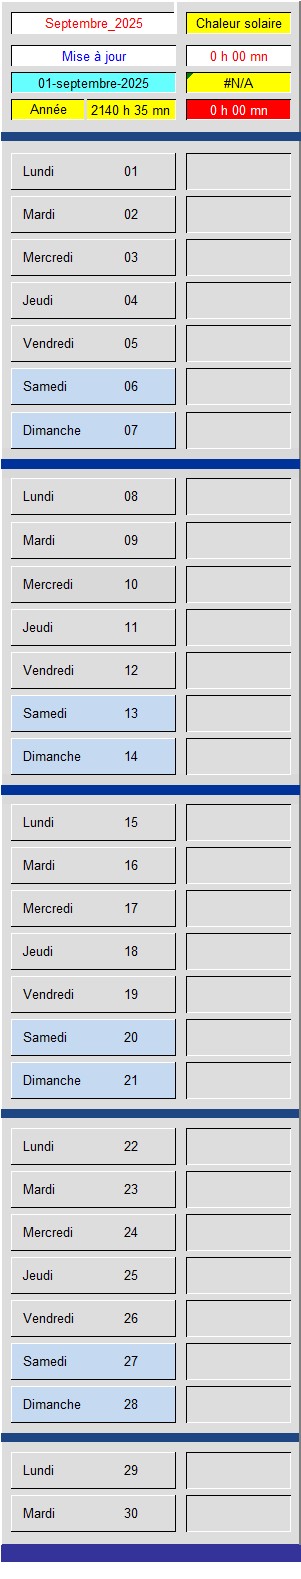 Septembre_2025 Chaleur solaire
Mise à jour 0 h 00 mn
01-septembre-2025 #N/A
Année 2140 h 35 mn 0 h 00 mn
Lundi 01
Mardi 02
Mercredi 03
Jeudi 04
Vendredi 05
Samedi 06
Dimanche 07
Lundi 08
Mardi 09
Mercredi 10
Jeudi 11
Vendredi 12
Samedi 13
Dimanche 14
Lundi 15
Mardi 16
Mercredi 17
Jeudi 18
Vendredi 19
Samedi 20
Dimanche 21
Lundi 22
Mardi 23
Mercredi 24
Jeudi 25
Vendredi 26
Samedi 27
Dimanche 28
Lundi 29
Mardi 30